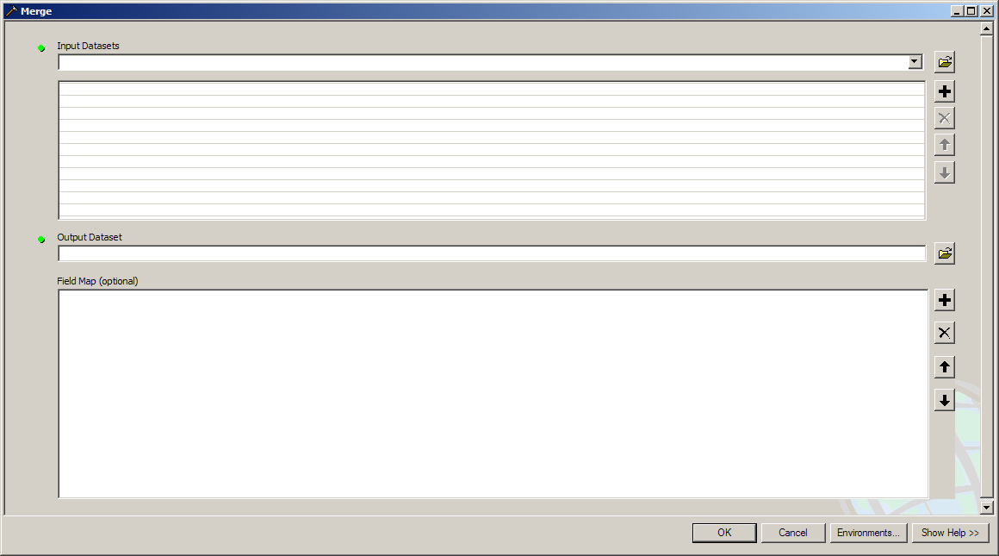 Merge
Input Datasets
Output Dataset
Field Map (optional)
OK Cancel Environments... Show Help >>